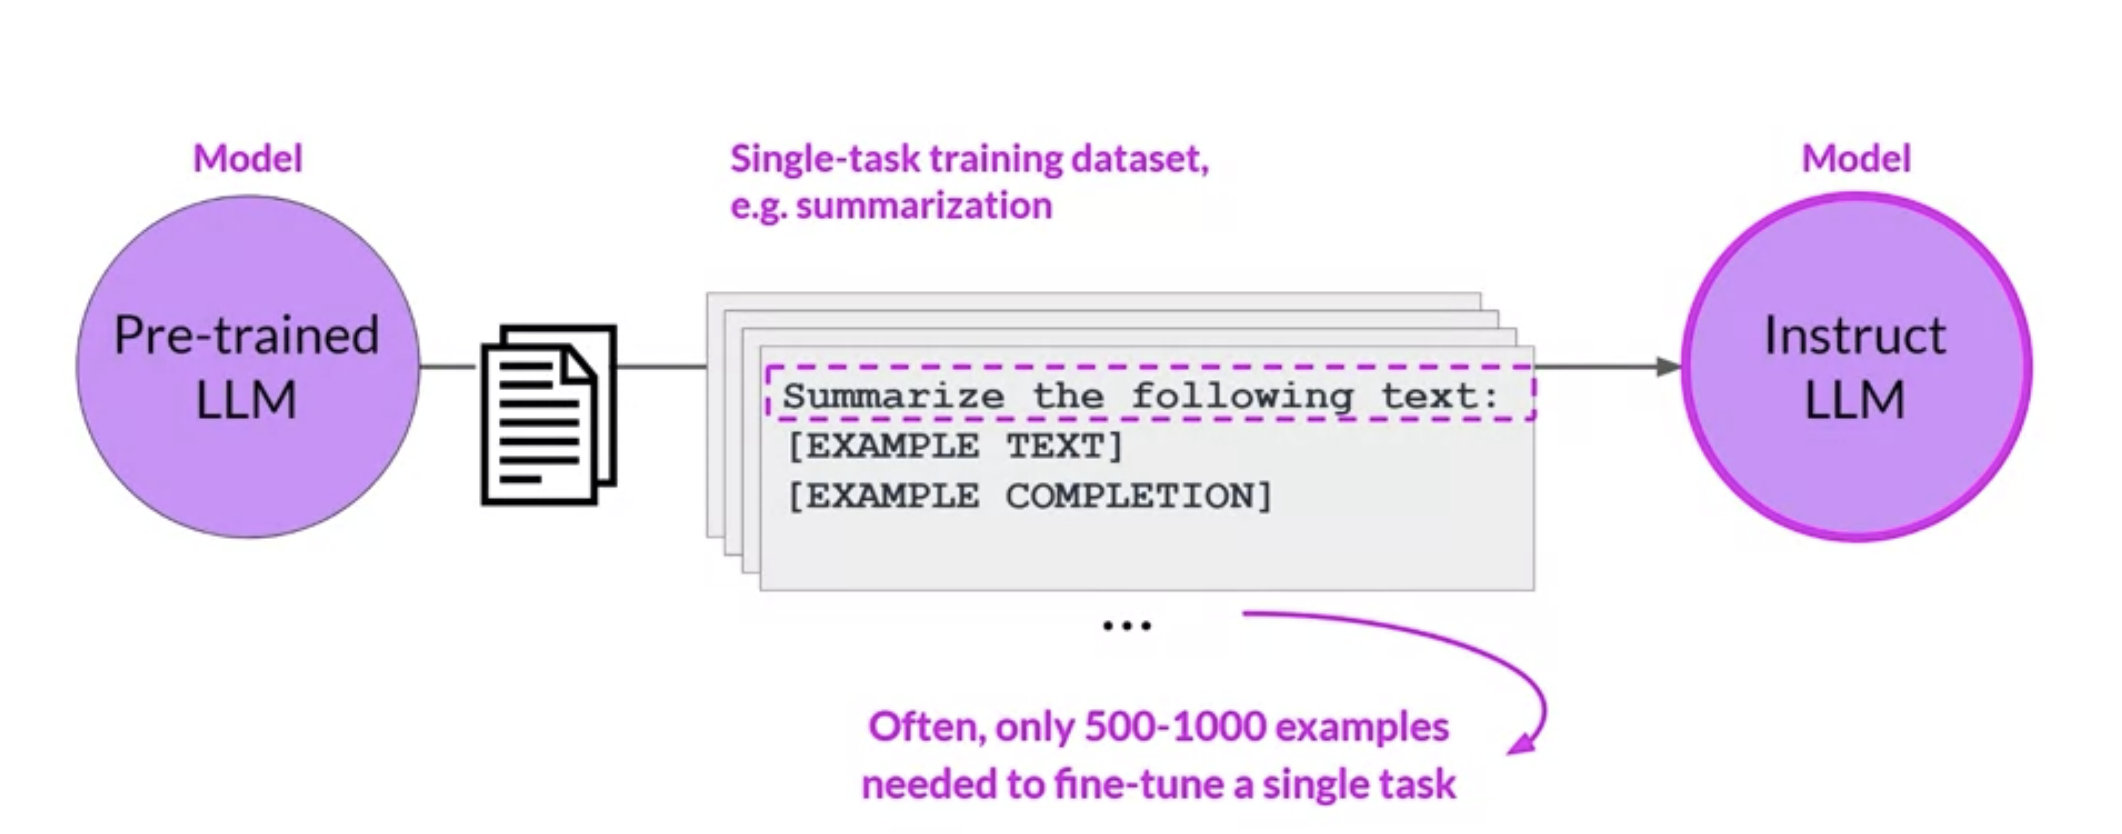 Model
Pre-trained
LLM
Single-task training dataset,
e.g. summarization
Summarize the following text:
[EXAMPLE TEXT]
[EXAMPLE COMPLETION]
...
Often, only 500-1000 examples
needed to fine-tune a single task
Model
Instruct
LLM